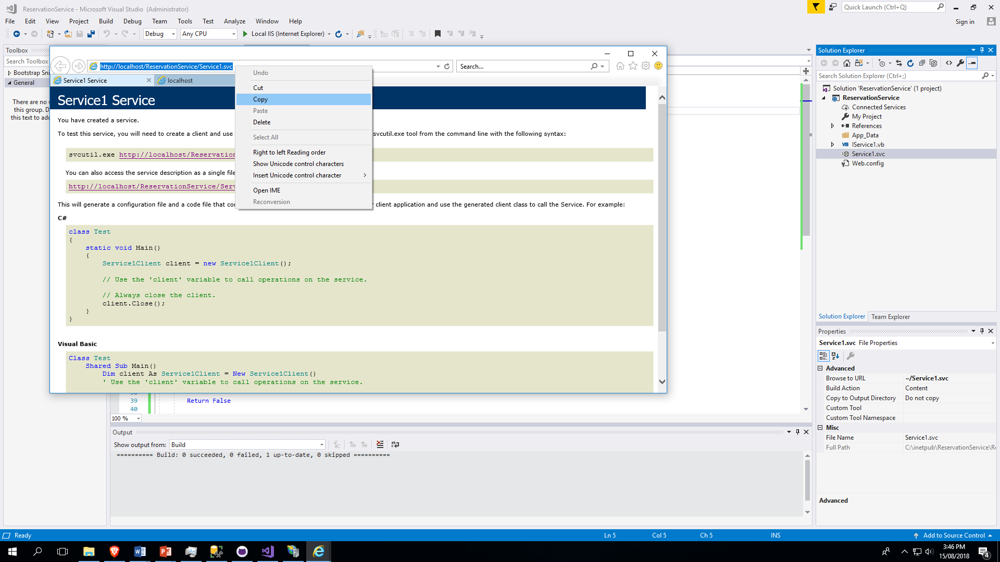 ReservationService - Microsoft Visual Studio (Administrator)
Quick Launch (Ctrl+Q)
File Edit View Project Build Debug Team Tools Test Analyze Window Help
Sign in
Debug Any CPU Local IIS (Internet Explorer)
Toolbox
Search Toolbox
Bootstrap Sni
General
There are no
this group. D
this text to add
http://localhost/ReservationService/Service1.svc
Search...
Service1 Service
localhost
Service1 Service
You have created a service.
To test this service, you will need to create a client and use
svcutil.exe tool from the command line with the following syntax:
svcutil.exe http://localhost/Reservation
You can also access the service description as a single file
http://localhost/ReservationService/Serv
This will generate a configuration file and a code file that
client application and use the generated client class to call the Service. For example:
C#
class Test
{
static void Main()
{
Service1Client client = new Service1Client();
// Use the 'client' variable to call operations on the service.
// Always close the client.
client.Close();
}
}
Visual Basic
Class Test
Shared Sub Main()
Dim client As Service1Client = New Service1Client()
' Use the 'client' variable to call operations on the service.
Undo
Cut
Copy
Paste
Delete
Select All
Right to left Reading order
Show Unicode control characters
Insert Unicode control character
Open IME
Reconversion
39 Return False
40
100 %
Output
Show output from: Build
========== Build: 0 succeeded, 0 failed, 1 up-to-date, 0 skipped ==========
Solution Explorer
Search Solution Explorer (Ctrl+;)
Solution 'ReservationService' (1 project)
ReservationService
Connected Services
My Project
References
App_Data
VB IService1.vb
Service1.svc
Web.config
Solution Explorer Team Explorer
Properties
Service1.svc File Properties
Advanced
Browse to URL ~/Service1.svc
Build Action Content
Copy to Output Directory Do not copy
Custom Tool
Custom Tool Namespace
Misc
File Name Service1.svc
Full Path C:\inetpub\ReservationService\Re
Advanced
Ready
Ln 5 Col 5 Ch 5 INS
Add to Source Control
3:46 PM
15/08/2018
4